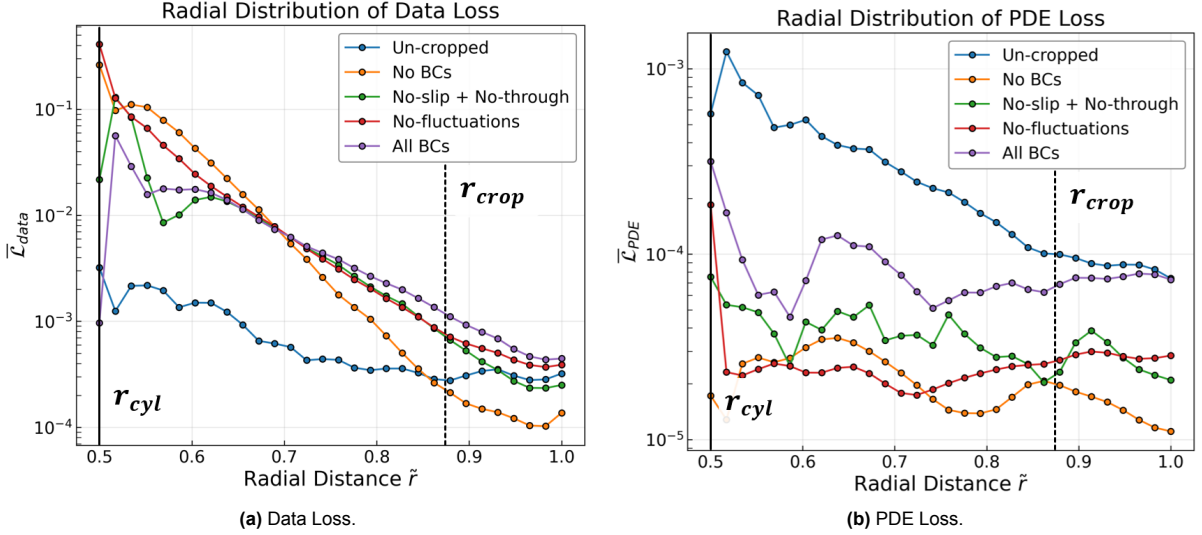 Radial Distribution of Data Loss
10⁻¹
10⁻²
10⁻³
10⁻⁴
L̅data
Un-cropped
No BCs
No-slip + No-through
No-fluctuations
All BCs
r_crop
r_cyl
0.5 0.6 0.7 0.8 0.9 1.0
Radial Distance r̃
(a) Data Loss.
Radial Distribution of PDE Loss
10⁻³
10⁻⁴
10⁻⁵
L̅PDE
Un-cropped
No BCs
No-slip + No-through
No-fluctuations
All BCs
r_crop
r_cyl
0.5 0.6 0.7 0.8 0.9 1.0
Radial Distance r̃
(b) PDE Loss.